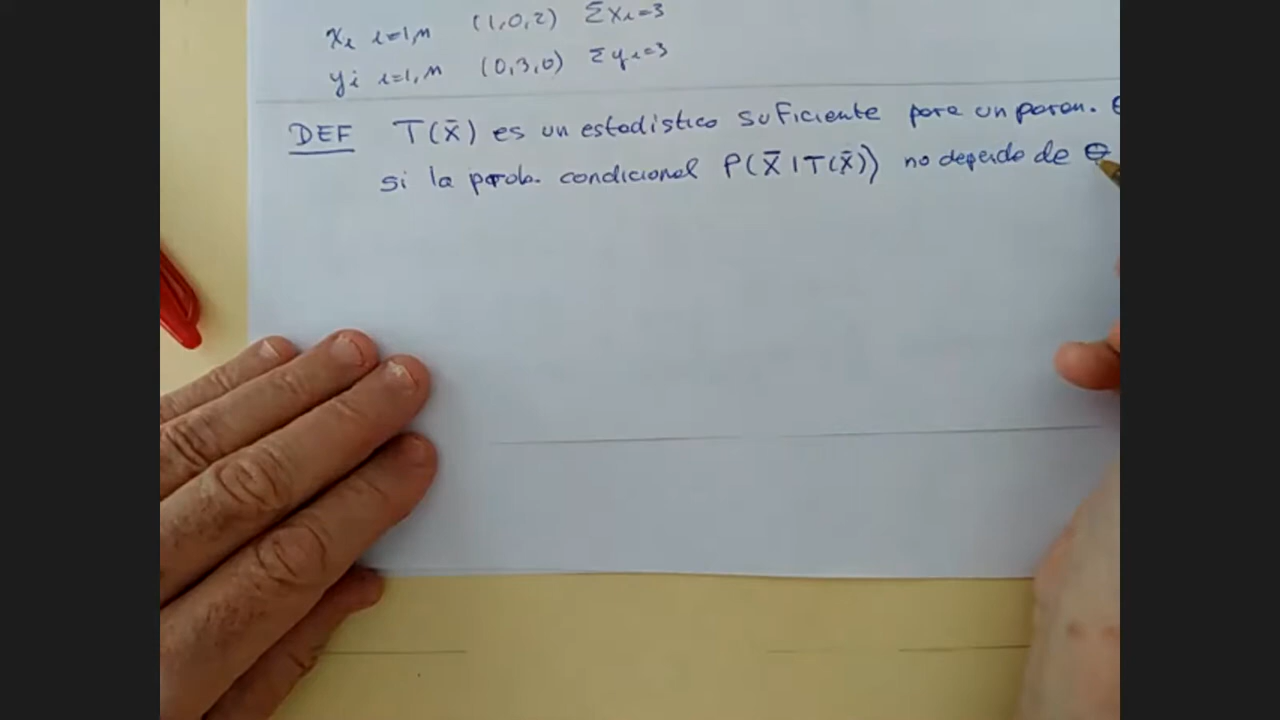 xi i=1,n (1,0,2) Σxi=3
yi i=1,n (0,3,0) Σyi=3
DEF T(x̄) es un estadístico suficiente para un param. θ
si la prob. condicional P(x̄|T(x̄)) no depende de θ